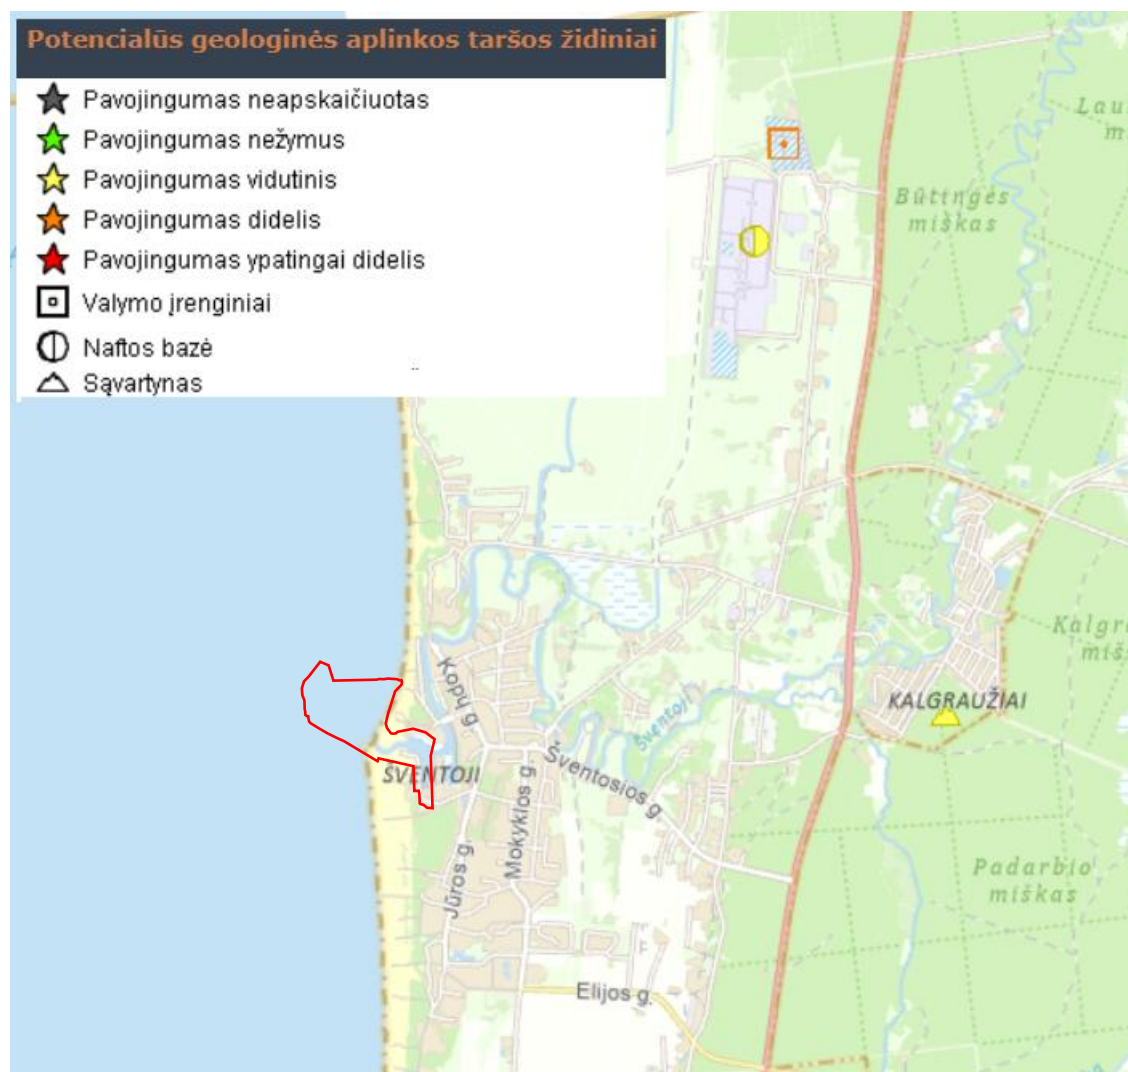 Potencialūs geologinės aplinkos taršos židiniai
Pavojingumas neapskaičiuotas
Pavojingumas nežymus
Pavojingumas vidutinis
Pavojingumas didelis
Pavojingumas ypatingai didelis
Valymo įrenginiai
Naftos bazė
Sąvartynas
Lau
m
Būtingės
miškas
Kalgr
miš
Kopų g.
Šventoji
KALGRAUŽIAI
ŠVENTOJI
Šventosios g.
Mokyklos g.
Jūros g.
Padarbio
miškas
Elijos g.